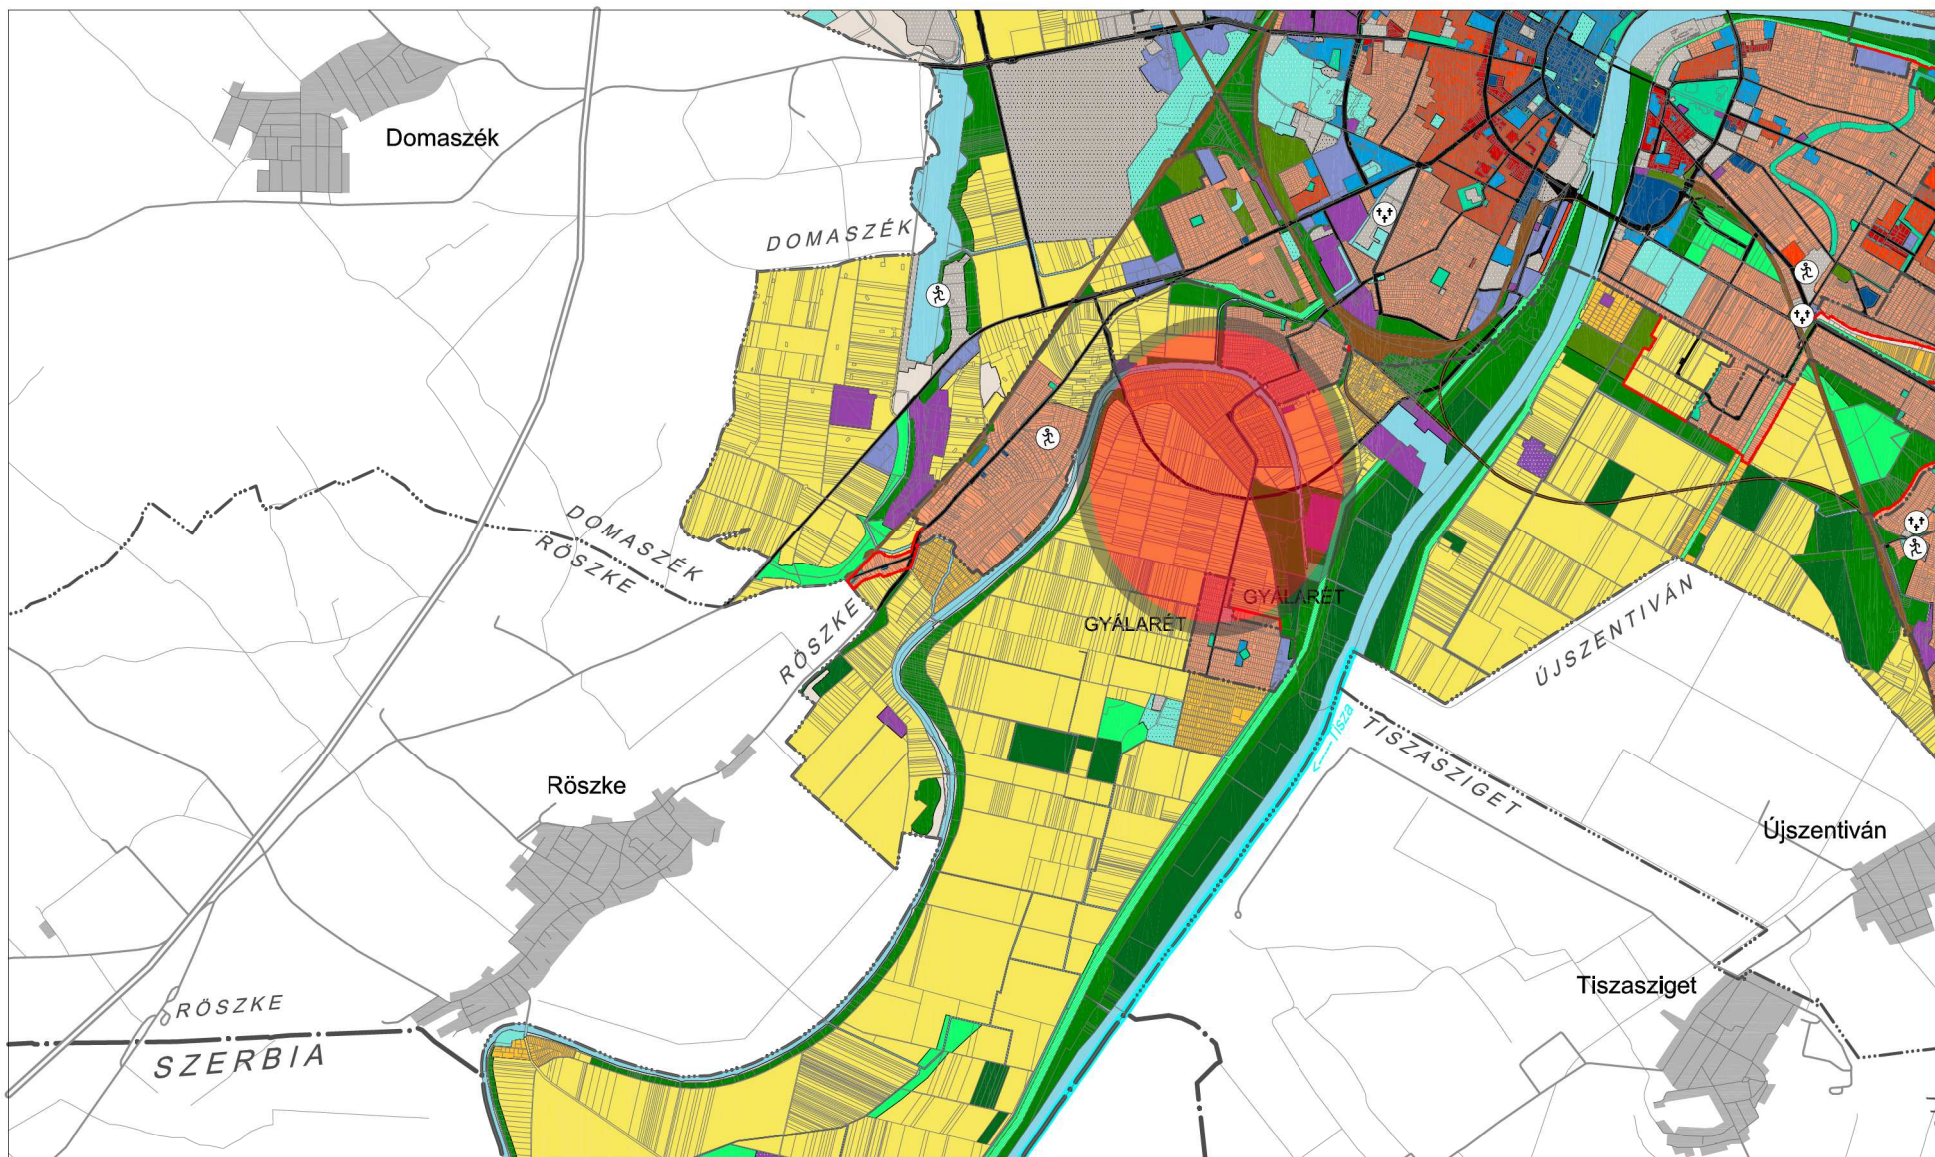 Domaszék
DOMASZÉK
DOMASZÉK
RÖSZKE
RÖSZKE
GYÁLARÉT
GYÁLARÉT
ÚJSZENTIVÁN
<----Tisza
TISZASZIGET
Röszke
Újszentiván
Tiszasziget
RÖSZKE
SZERBIA